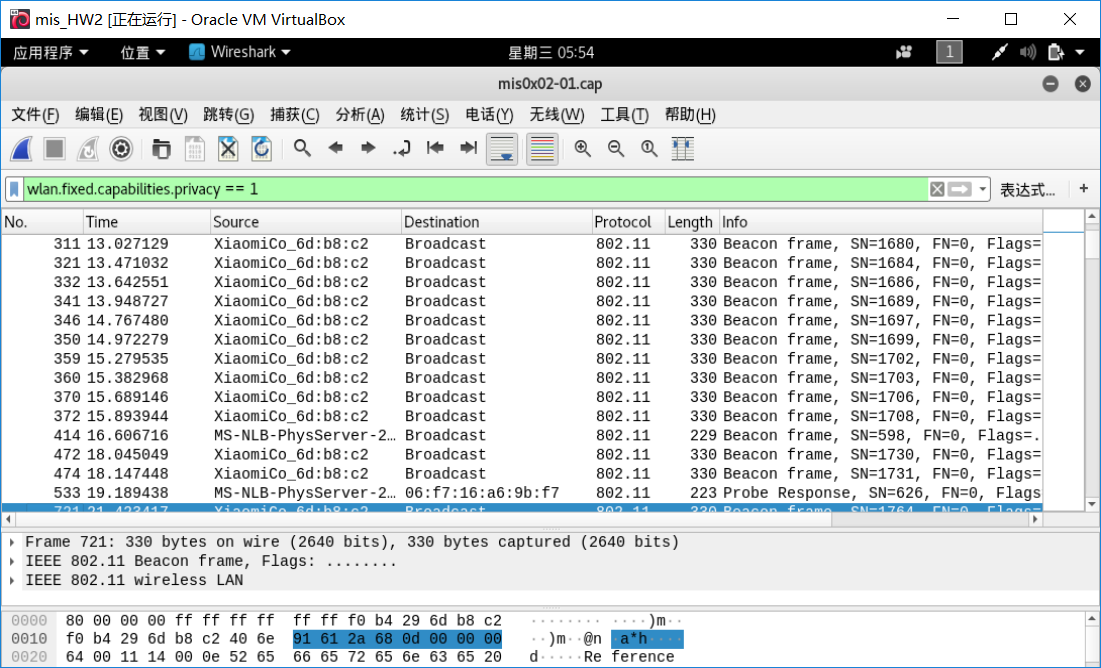 mis_HW2 [正在运行] - Oracle VM VirtualBox
应用程序 位置 Wireshark 星期三 05:54 1
mis0x02-01.cap
文件(F) 编辑(E) 视图(V) 跳转(G) 捕获(C) 分析(A) 统计(S) 电话(Y) 无线(W) 工具(T) 帮助(H)
wlan.fixed.capabilities.privacy == 1 表达式… +
No. Time Source Destination Protocol Length Info
311 13.027129 XiaomiCo_6d:b8:c2 Broadcast 802.11 330 Beacon frame, SN=1680, FN=0, Flags=
321 13.471032 XiaomiCo_6d:b8:c2 Broadcast 802.11 330 Beacon frame, SN=1684, FN=0, Flags=
332 13.642551 XiaomiCo_6d:b8:c2 Broadcast 802.11 330 Beacon frame, SN=1686, FN=0, Flags=
341 13.948727 XiaomiCo_6d:b8:c2 Broadcast 802.11 330 Beacon frame, SN=1689, FN=0, Flags=
346 14.767480 XiaomiCo_6d:b8:c2 Broadcast 802.11 330 Beacon frame, SN=1697, FN=0, Flags=
350 14.972279 XiaomiCo_6d:b8:c2 Broadcast 802.11 330 Beacon frame, SN=1699, FN=0, Flags=
359 15.279535 XiaomiCo_6d:b8:c2 Broadcast 802.11 330 Beacon frame, SN=1702, FN=0, Flags=
360 15.382968 XiaomiCo_6d:b8:c2 Broadcast 802.11 330 Beacon frame, SN=1703, FN=0, Flags=
370 15.689146 XiaomiCo_6d:b8:c2 Broadcast 802.11 330 Beacon frame, SN=1706, FN=0, Flags=
372 15.893944 XiaomiCo_6d:b8:c2 Broadcast 802.11 330 Beacon frame, SN=1708, FN=0, Flags=
414 16.606716 MS-NLB-PhysServer-2… Broadcast 802.11 229 Beacon frame, SN=598, FN=0, Flags=.
472 18.045049 XiaomiCo_6d:b8:c2 Broadcast 802.11 330 Beacon frame, SN=1730, FN=0, Flags=
474 18.147448 XiaomiCo_6d:b8:c2 Broadcast 802.11 330 Beacon frame, SN=1731, FN=0, Flags=
533 19.189438 MS-NLB-PhysServer-2… 06:f7:16:a6:9b:f7 802.11 223 Probe Response, SN=626, FN=0, Flags
721 21.423417 XiaomiCo_6d:b8:c2 Broadcast 802.11 330 Beacon frame, SN=1764, FN=0, Flags=
Frame 721: 330 bytes on wire (2640 bits), 330 bytes captured (2640 bits)
IEEE 802.11 Beacon frame, Flags: ........
IEEE 802.11 wireless LAN
0000 80 00 00 00 ff ff ff ff ff ff f0 b4 29 6d b8 c2 ········ ····)m··
0010 f0 b4 29 6d b8 c2 40 6e 91 61 2a 68 0d 00 00 00 ··)m··@n ·a*h····
0020 64 00 11 14 00 0e 52 65 66 65 72 65 6e 63 65 20 d·····Re ference